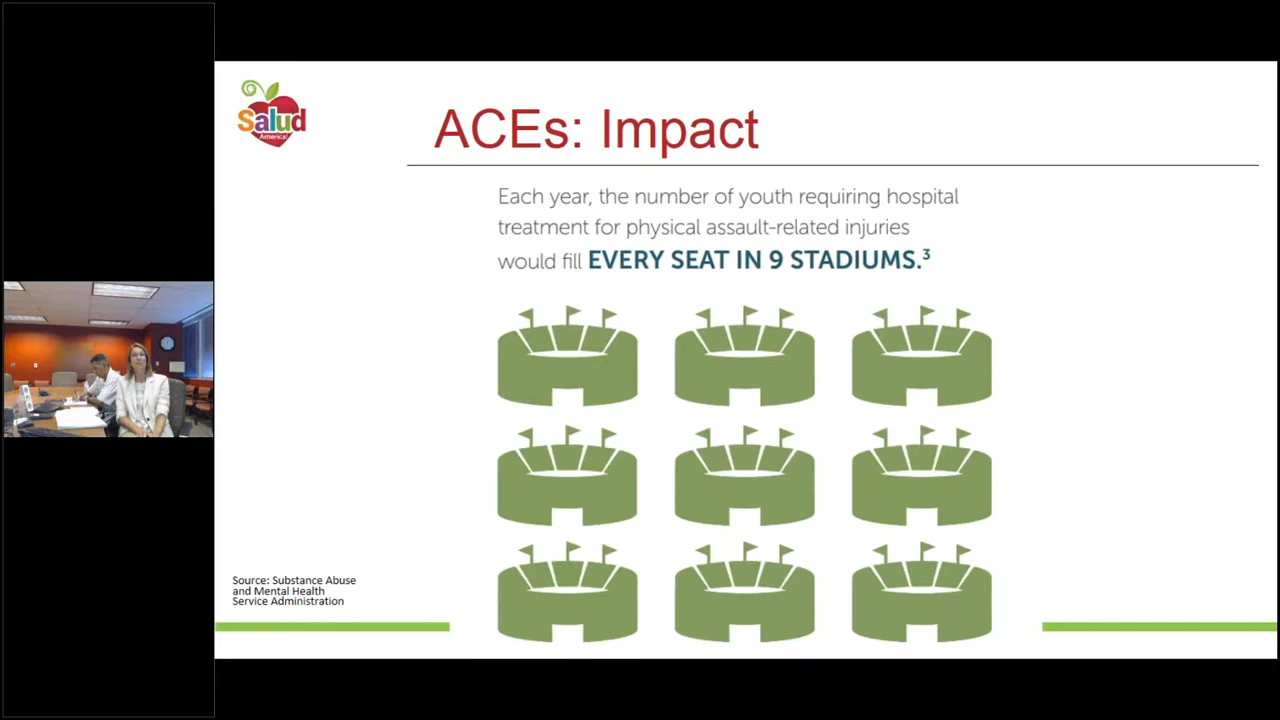 Salud
America!
ACEs: Impact
Each year, the number of youth requiring hospital
treatment for physical assault-related injuries
would fill EVERY SEAT IN 9 STADIUMS.³
Source: Substance Abuse
and Mental Health
Service Administration